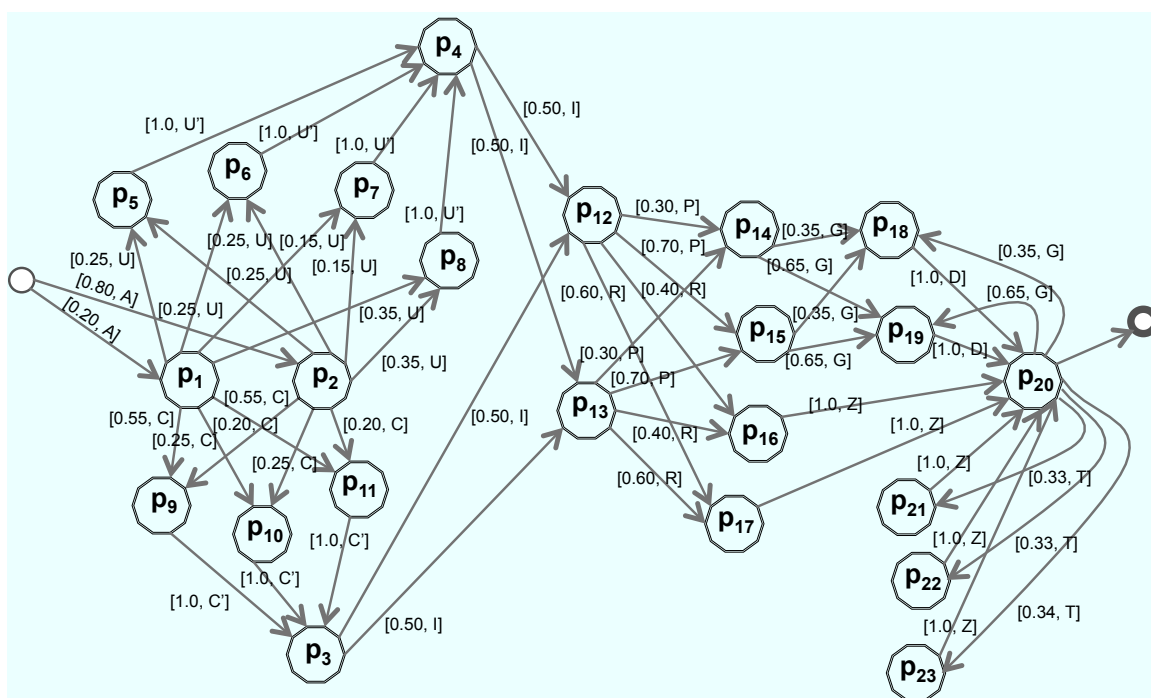 p4
[0.50, I]
[1.0, U']
[1.0, U']
[1.0, U']
[0.50, I]
p6
p7
p5
p12
[0.30, P]
p14
[0.35, G]
p18
[1.0, U']
[0.25, U]
[0.15, U]
[0.70, P]
[0.35, G]
[0.25, U]
p8
[0.65, G]
[0.80, A]
[0.25, U]
[0.15, U]
[0.60, R]
[0.40, R]
[1.0, D]
[0.65, G]
[0.20, A]
[0.25, U]
[0.35, U]
[0.35, G]
p15
p19
[0.30, P]
[0.65, G]
[1.0, D]
[0.35, U]
p1
p2
[0.70, P]
p20
[0.55, C]
[0.55, C]
p13
[1.0, Z]
[0.50, I]
[0.20, C]
[0.20, C]
[0.25, C]
[0.40, R]
p16
[1.0, Z]
[0.25, C]
[1.0, Z]
[0.60, R]
[0.33, T]
p11
p9
p21
p17
p10
[1.0, C']
[1.0, Z]
[0.33, T]
[1.0, C']
p22
[1.0, C']
[0.50, I]
[1.0, Z]
[0.34, T]
p3
p23